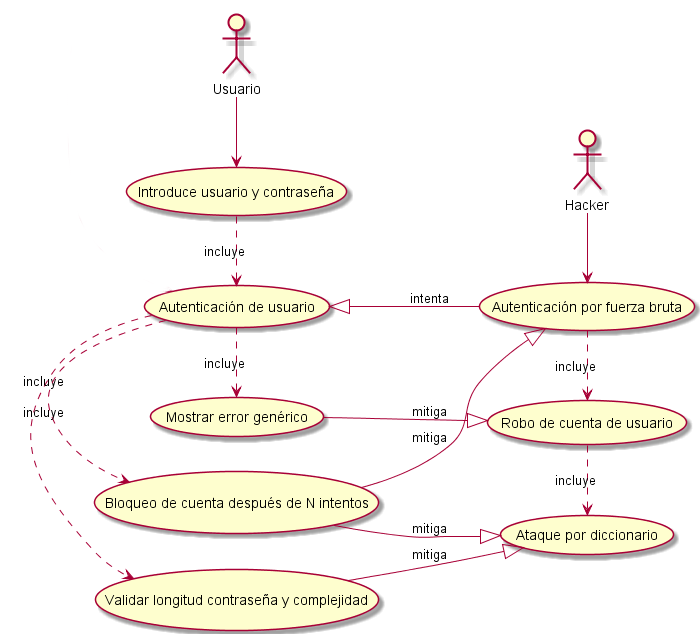 Usuario
Introduce usuario y contraseña
Hacker
incluye
Autenticación de usuario
intenta
Autenticación por fuerza bruta
incluye
incluye
incluye
incluye
Mostrar error genérico
mitiga
mitiga
Robo de cuenta de usuario
incluye
Bloqueo de cuenta después de N intentos
mitiga
Ataque por diccionario
mitiga
Validar longitud contraseña y complejidad